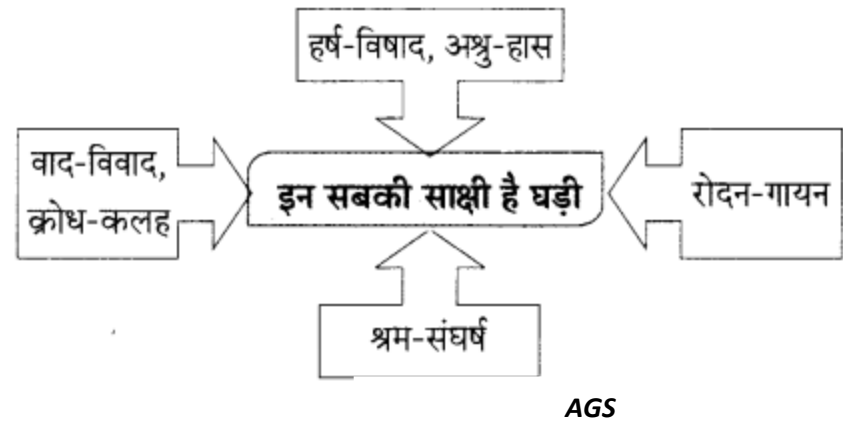 हर्ष-विषाद, अश्रु-हास
वाद-विवाद,
क्रोध-कलह
इन सबकी साक्षी है घड़ी
रोदन-गायन
श्रम-संघर्ष
AGS